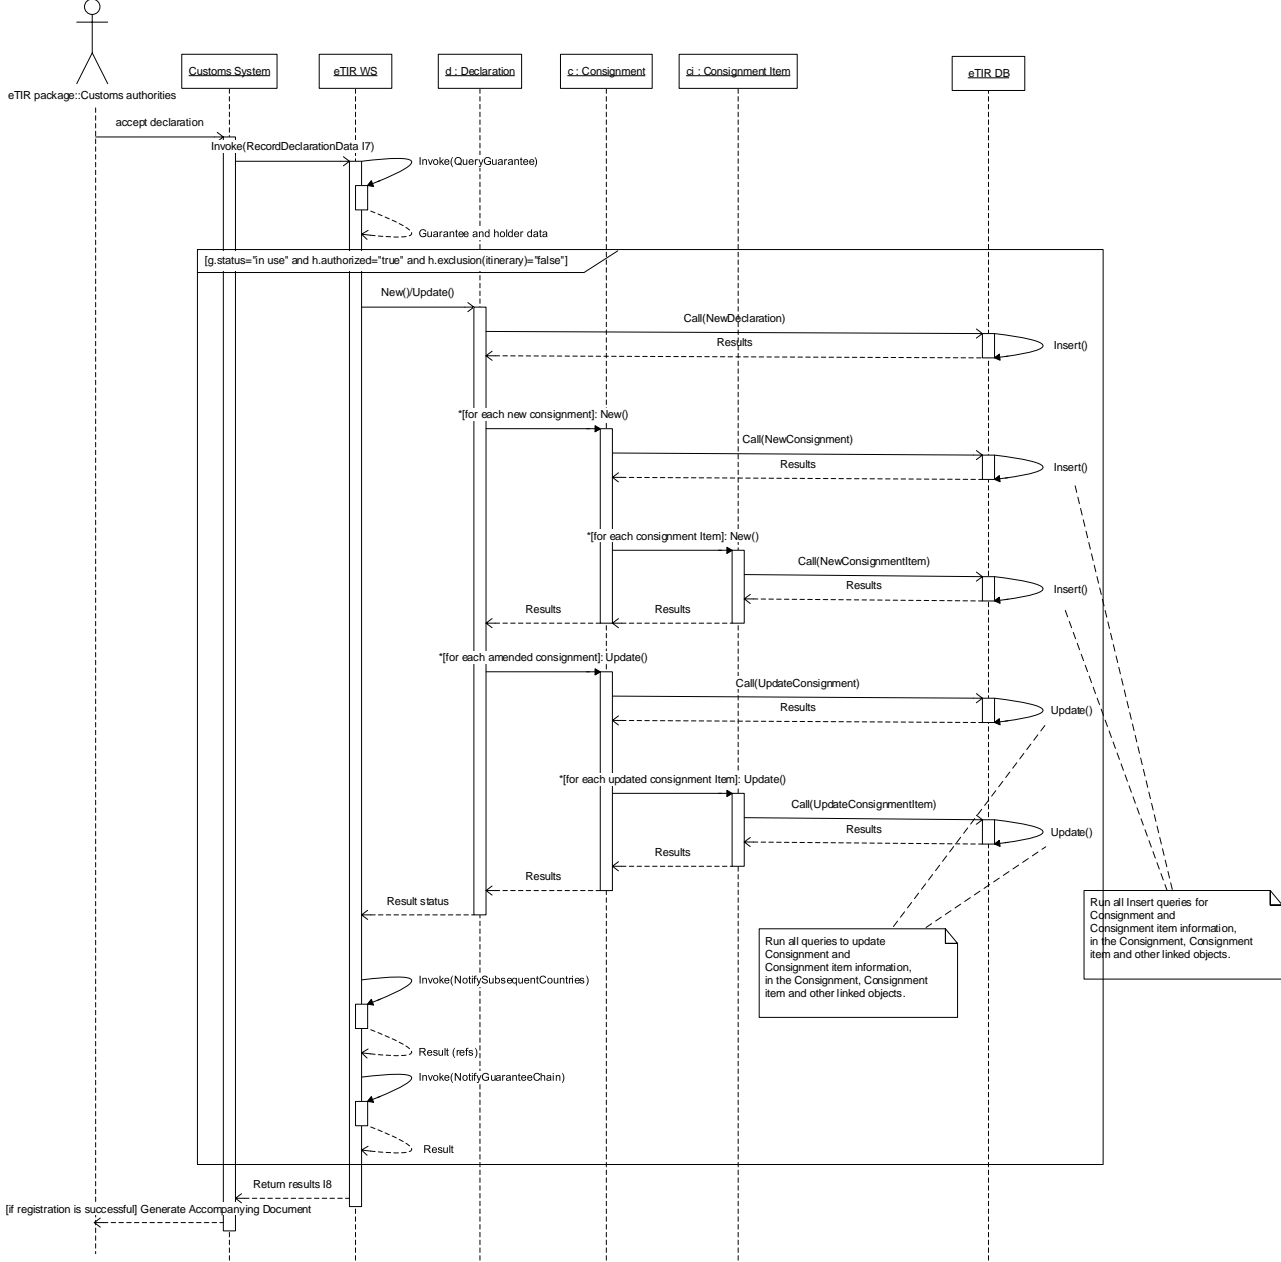 Customs System
eTIR WS
d : Declaration
c : Consignment
ci : Consignment Item
eTIR DB
eTIR package::Customs authorities
accept declaration
Invoke(RecordDeclarationData I7)
Invoke(QueryGuarantee)
Guarantee and holder data
[g.status="in use" and h.authorized="true" and h.exclusion(itinerary)="false"]
New()/Update()
Call(NewDeclaration)
Results
Insert()
*[for each new consignment]: New()
Call(NewConsignment)
Results
Insert()
*[for each consignment Item]: New()
Call(NewConsignmentItem)
Results
Insert()
Results
Results
*[for each amended consignment]: Update()
Call(UpdateConsignment)
Results
Update()
*[for each updated consignment Item]: Update()
Call(UpdateConsignmentItem)
Results
Update()
Results
Results
Result status
Run all Insert queries for
Consignment and
Consignment item information,
in the Consignment, Consignment
item and other linked objects.
Run all queries to update
Consignment and
Consignment item information,
in the Consignment, Consignment
item and other linked objects.
Invoke(NotifySubsequentCountries)
Result (refs)
Invoke(NotifyGuaranteeChain)
Result
Return results I8
[if registration is successful] Generate Accompanying Document